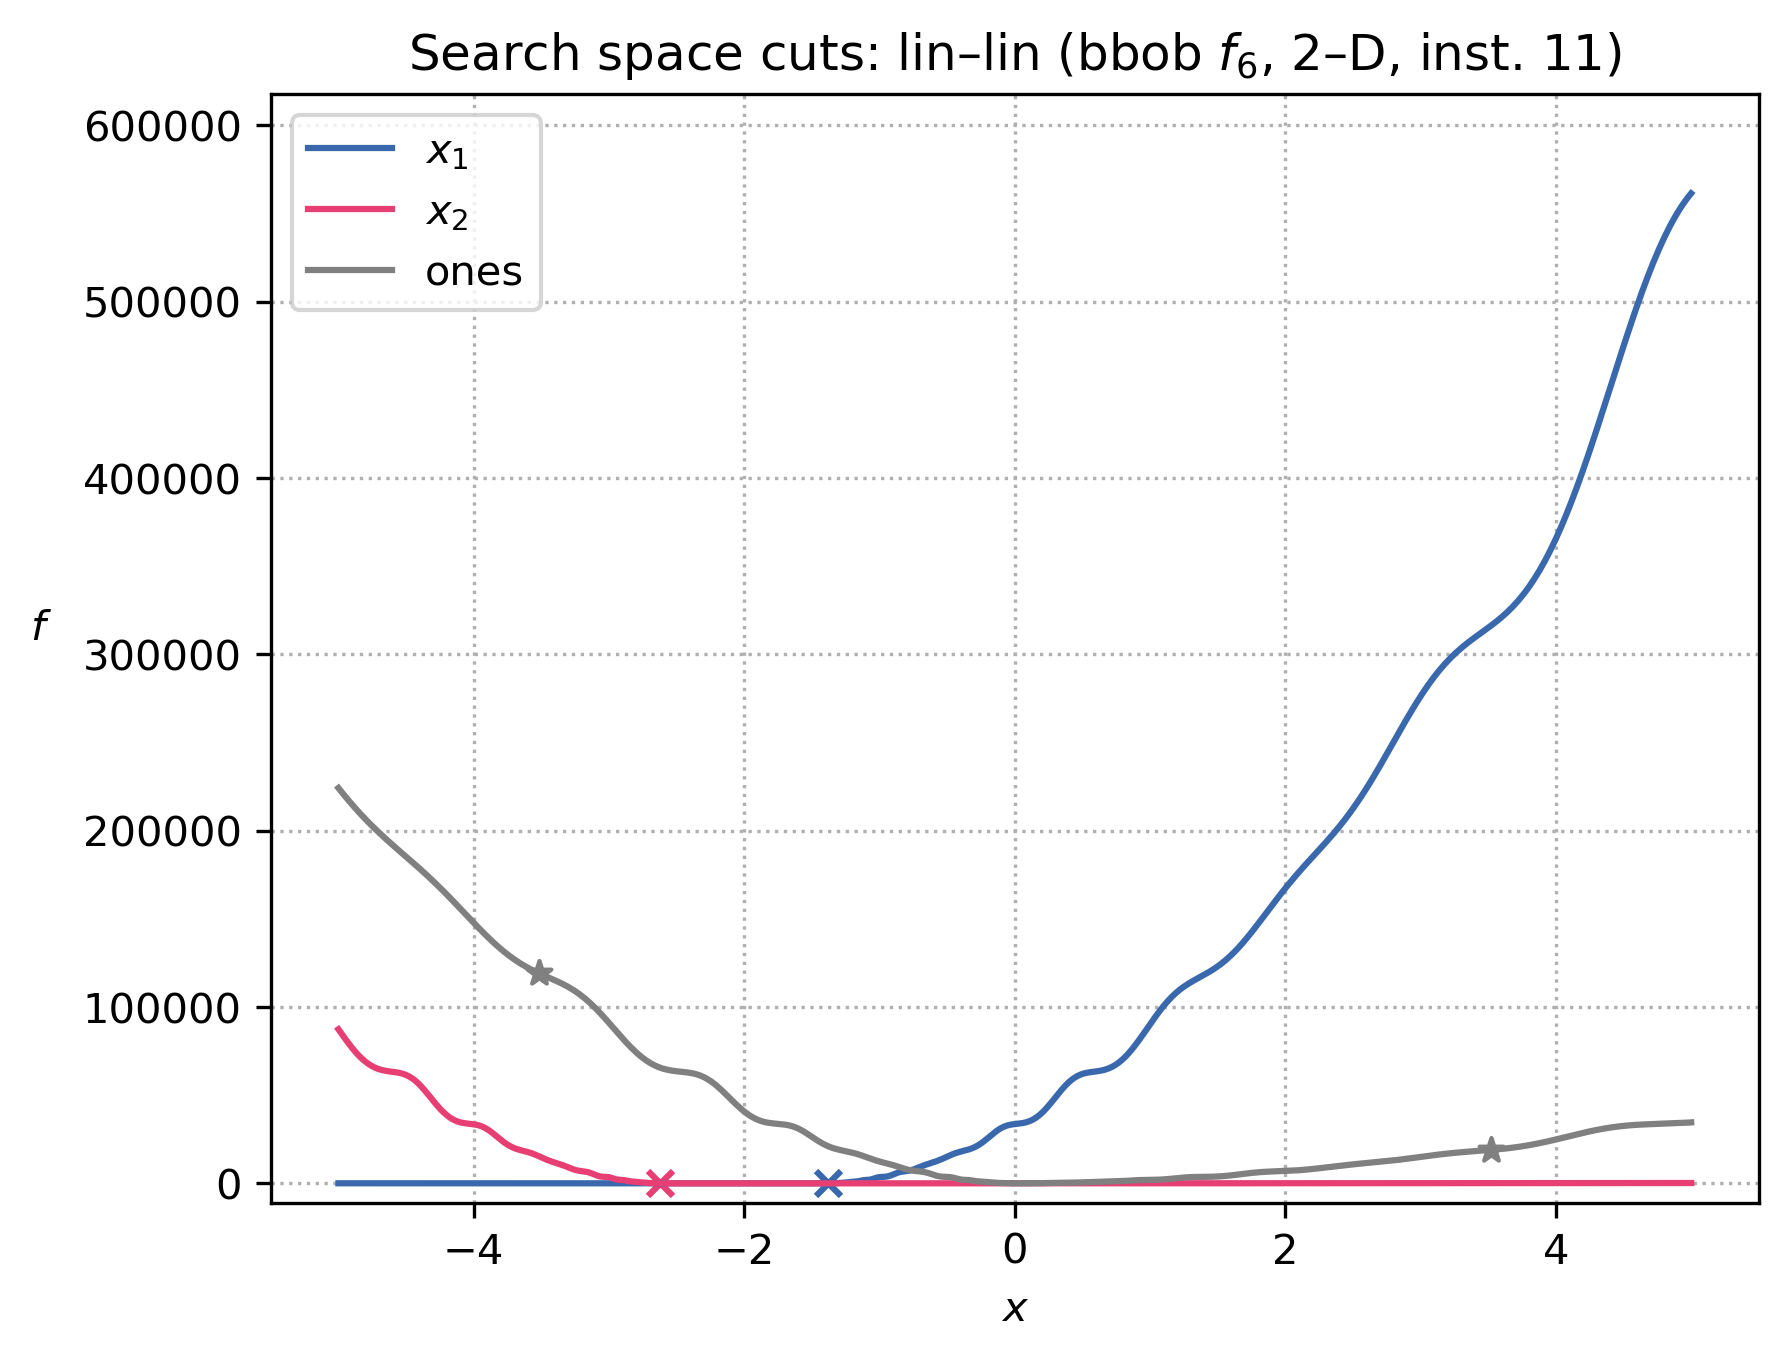 Search space cuts: lin–lin (bbob f₆, 2–D, inst. 11)
x₁
x₂
ones
600000
500000
400000
300000
200000
100000
0
f
−4 −2 0 2 4
x